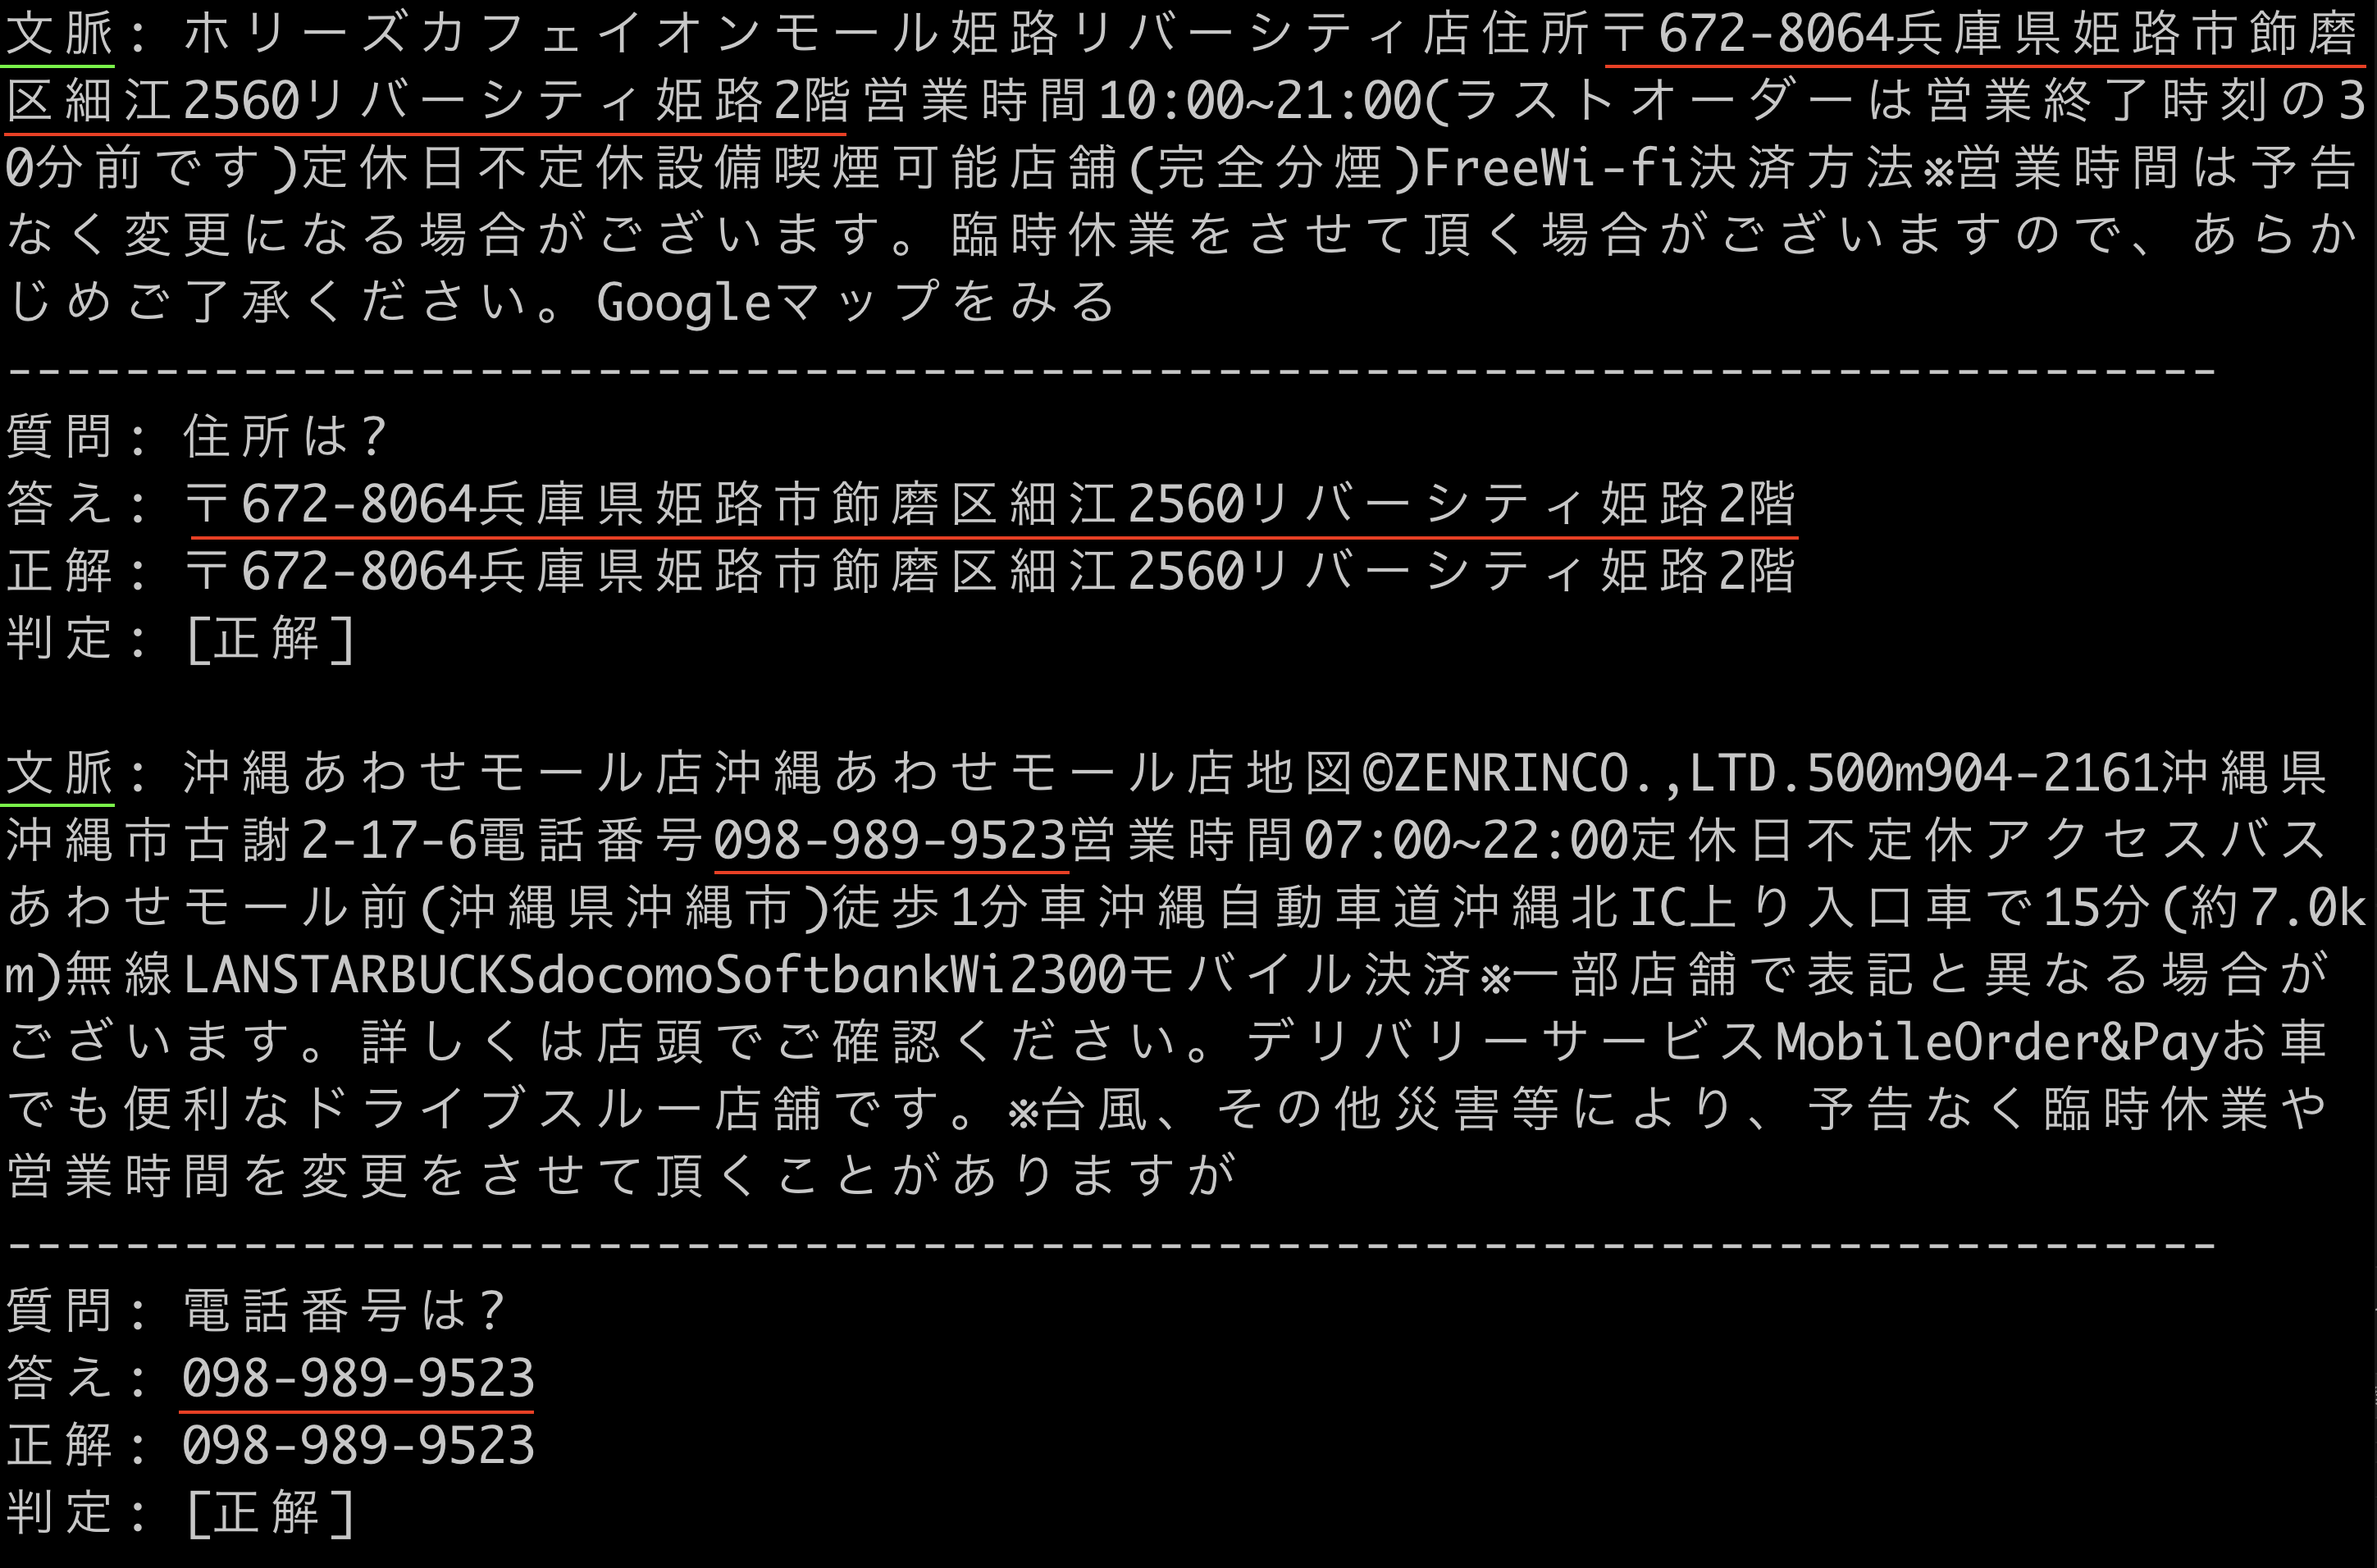 文脈: ホリーズカフェイオンモール姫路リバーシティ店住所〒672-8064兵庫県姫路市飾磨
区細江2560リバーシティ姫路2階営業時間10:00~21:00(ラストオーダーは営業終了時刻の3
0分前です)定休日不定休設備喫煙可能店舗(完全分煙)FreeWi-fi決済方法※営業時間は予告
なく変更になる場合がございます。臨時休業をさせて頂く場合がございますので、あらか
じめご了承ください。Googleマップをみる
---------------------------------------------------------------------------
質問: 住所は?
答え: 〒672-8064兵庫県姫路市飾磨区細江2560リバーシティ姫路2階
正解: 〒672-8064兵庫県姫路市飾磨区細江2560リバーシティ姫路2階
判定: [正解]
文脈: 沖縄あわせモール店沖縄あわせモール店地図©ZENRINCO.,LTD.500m904-2161沖縄県
沖縄市古謝2-17-6電話番号098-989-9523営業時間07:00~22:00定休日不定休アクセスバス
あわせモール前(沖縄県沖縄市)徒歩1分車沖縄自動車道沖縄北IC上り入口車で15分(約7.0k
m)無線LANSTARBUCKSdocomoSoftbankWi2300モバイル決済※一部店舗で表記と異なる場合が
ございます。詳しくは店頭でご確認ください。デリバリーサービスMobileOrder&Payお車
でも便利なドライブスルー店舗です。※台風、その他災害等により、予告なく臨時休業や
営業時間を変更をさせて頂くことがありますが
---------------------------------------------------------------------------
質問: 電話番号は?
答え: 098-989-9523
正解: 098-989-9523
判定: [正解]